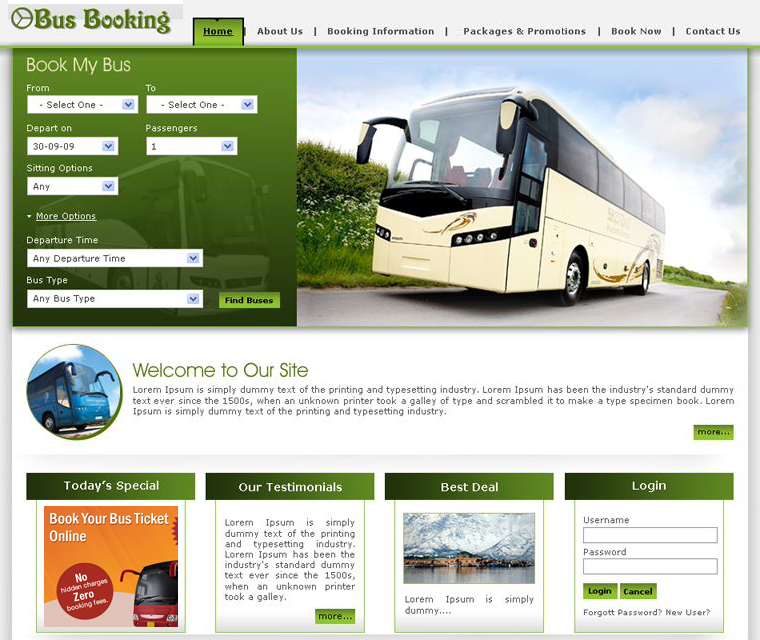 Bus Booking
Home | About Us | Booking Information | Packages & Promotions | Book Now | Contact Us
Book My Bus
From To
- Select One - - Select One -
Depart on Passengers
30-09-09 1
Sitting Options
Any
More Options
Departure Time
Any Departure Time
Bus Type
Any Bus Type Find Buses
Welcome to Our Site
Lorem Ipsum is simply dummy text of the printing and typesetting industry. Lorem Ipsum has been the industry's standard dummy
text ever since the 1500s, when an unknown printer took a galley of type and scrambled it to make a type specimen book. Lorem
Ipsum is simply dummy text of the printing and typesetting industry.
more...
Today's Special
Book Your Bus Ticket
Online
No
hidden charges
Zero
booking fees.
Our Testimonials
Lorem Ipsum is simply
dummy text of the printing
and typesetting industry.
Lorem Ipsum has been the
industry's standard dummy
text ever since the 1500s,
when an unknown printer
took a galley.
more...
Best Deal
Lorem Ipsum is simply
dummy....
Login
Username
Password
Login Cancel
Forgott Password? New User?